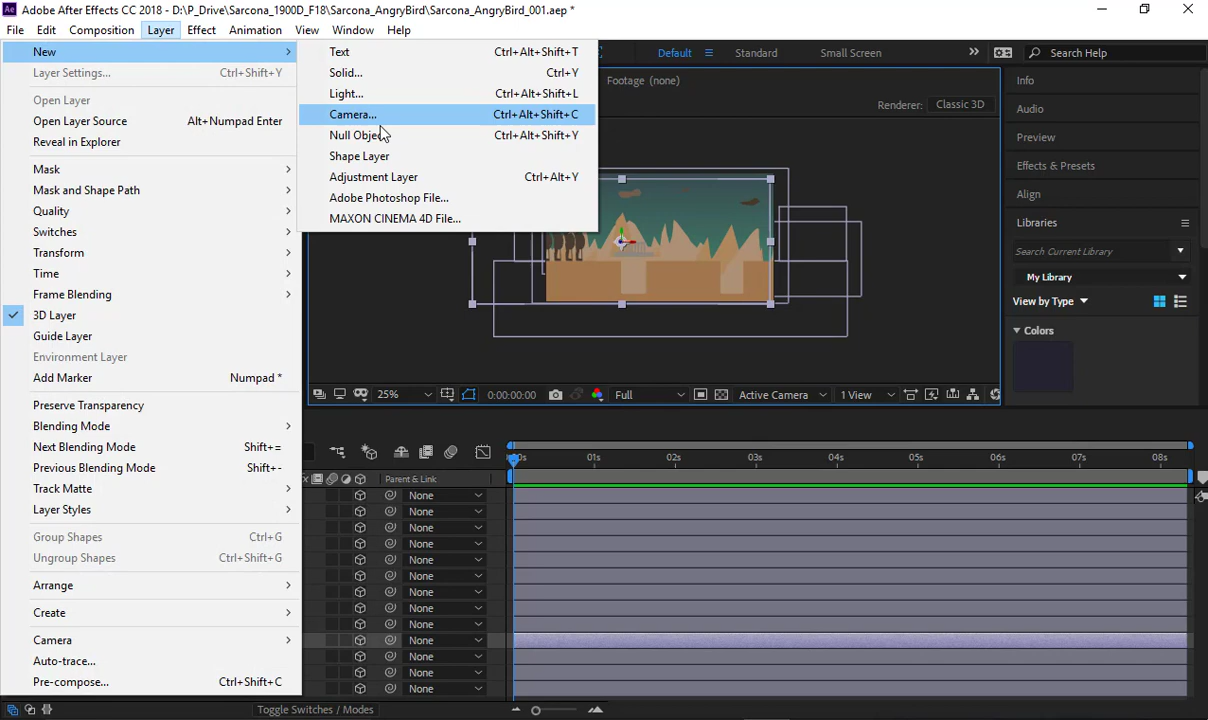 Ae Adobe After Effects CC 2018 - D:\P_Drive\Sarcona_1900D_F18\Sarcona_AngryBird\Sarcona_AngryBird_001.aep *
File Edit Composition Layer Effect Animation View Window Help
New
Layer Settings... Ctrl+Shift+Y
Open Layer
Open Layer Source Alt+Numpad Enter
Reveal in Explorer
Mask
Mask and Shape Path
Quality
Switches
Transform
Time
Frame Blending
3D Layer
Guide Layer
Environment Layer
Add Marker Numpad *
Preserve Transparency
Blending Mode
Next Blending Mode Shift+=
Previous Blending Mode Shift+-
Track Matte
Layer Styles
Group Shapes Ctrl+G
Ungroup Shapes Ctrl+Shift+G
Arrange
Create
Camera
Auto-trace...
Pre-compose... Ctrl+Shift+C
Text Ctrl+Alt+Shift+T
Solid... Ctrl+Y
Light... Ctrl+Alt+Shift+L
Camera... Ctrl+Alt+Shift+C
Null Object Ctrl+Alt+Shift+Y
Shape Layer
Adjustment Layer Ctrl+Alt+Y
Adobe Photoshop File...
MAXON CINEMA 4D File...
Default Standard Small Screen Search Help
Footage (none)
Renderer: Classic 3D
25% 0:00:00:00 Full Active Camera 1 View
Info
Audio
Preview
Effects & Presets
Align
Libraries
Search Current Library
My Library
View by Type
Colors
01s 02s 03s 04s 05s 06s 07s 08s
Parent & Link
None
None
None
None
None
None
None
None
None
None
None
None
None
Toggle Switches / Modes